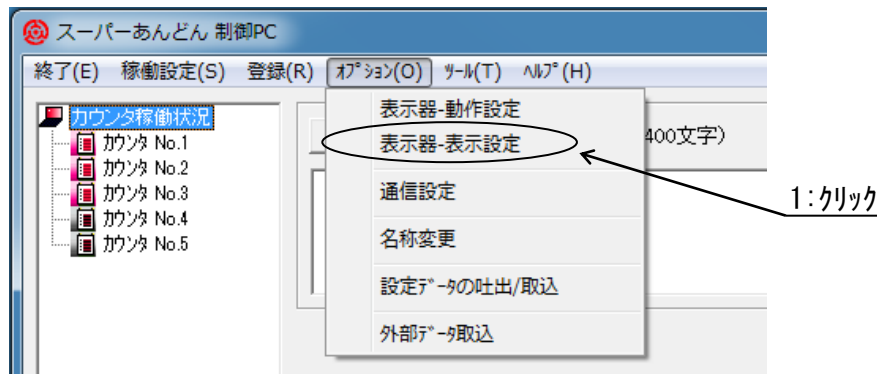 スーパーあんどん 制御PC
終了(E) 稼働設定(S) 登録(R) ｵﾌﾟｼｮﾝ(O) ﾂｰﾙ(T) ﾍﾙﾌﾟ(H)
カウンタ稼働状況
ｶｳﾝﾀ No.1
ｶｳﾝﾀ No.2
ｶｳﾝﾀ No.3
ｶｳﾝﾀ No.4
ｶｳﾝﾀ No.5
表示器-動作設定
表示器-表示設定
通信設定
名称変更
設定ﾃﾞｰﾀの吐出/取込
外部ﾃﾞｰﾀ取込
400文字)
1:ｸﾘｯｸ